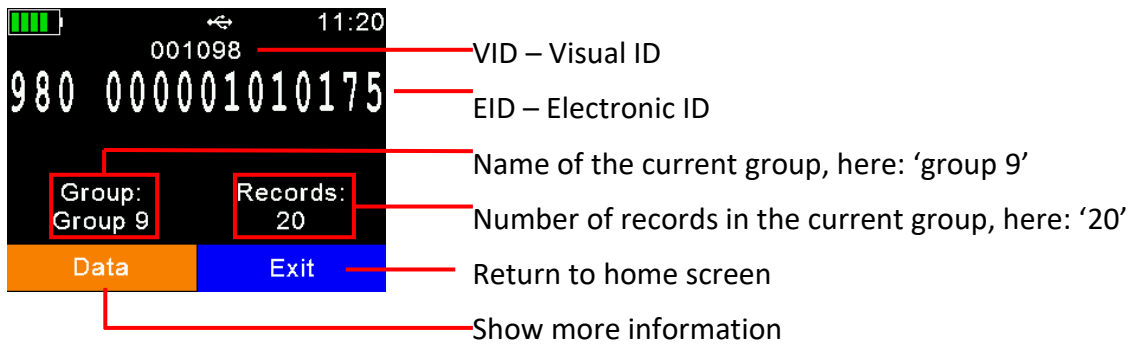 11:20
001098
980 000001010175
Group:
Group 9
Records:
20
Data
Exit
VID – Visual ID
EID – Electronic ID
Name of the current group, here: ‘group 9’
Number of records in the current group, here: ‘20’
Return to home screen
Show more information